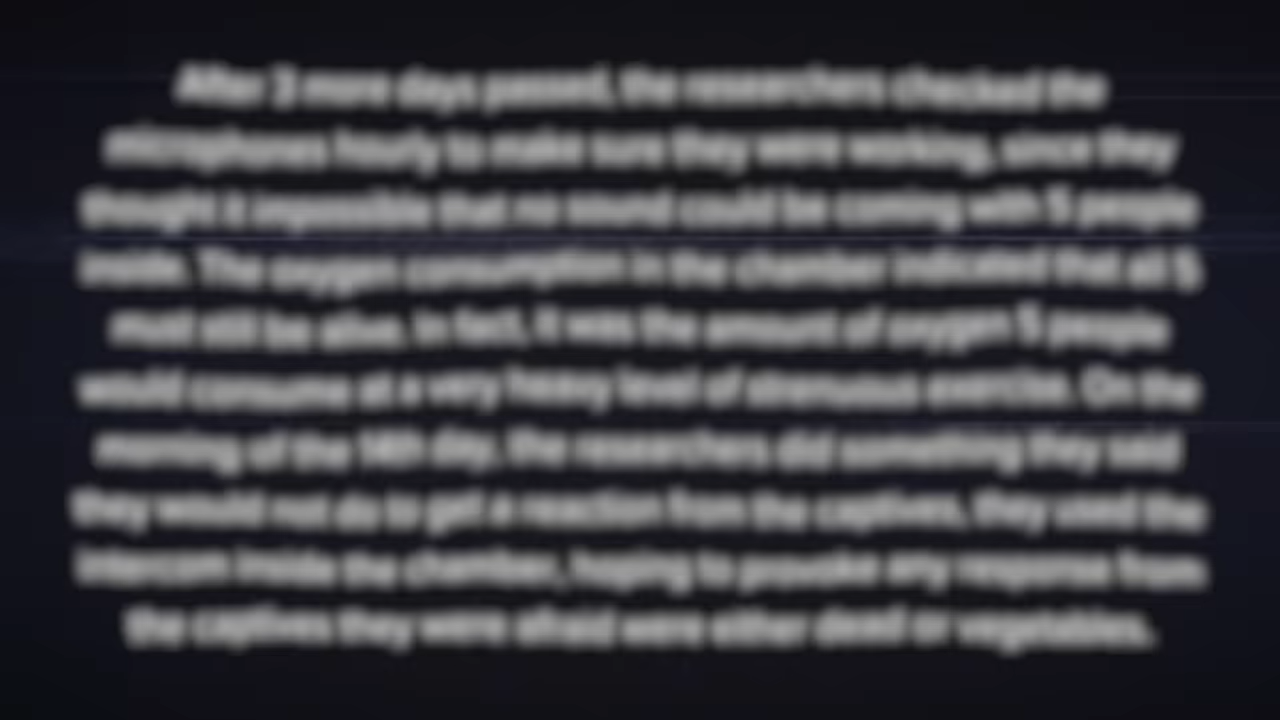 After 3 more days passed, the researchers checked the
microphones hourly to make sure they were working, since they
thought it impossible that no sound could be coming with 5 people
inside. The oxygen consumption in the chamber indicated that all 5
must still be alive. In fact, it was the amount of oxygen 5 people
would consume at a very heavy level of strenuous exercise. On the
morning of the 14th day, the researchers did something they said
they would not do to get a reaction from the captives, they used the
intercom inside the chamber, hoping to provoke any response from
the captives they were afraid were either dead or vegetables.